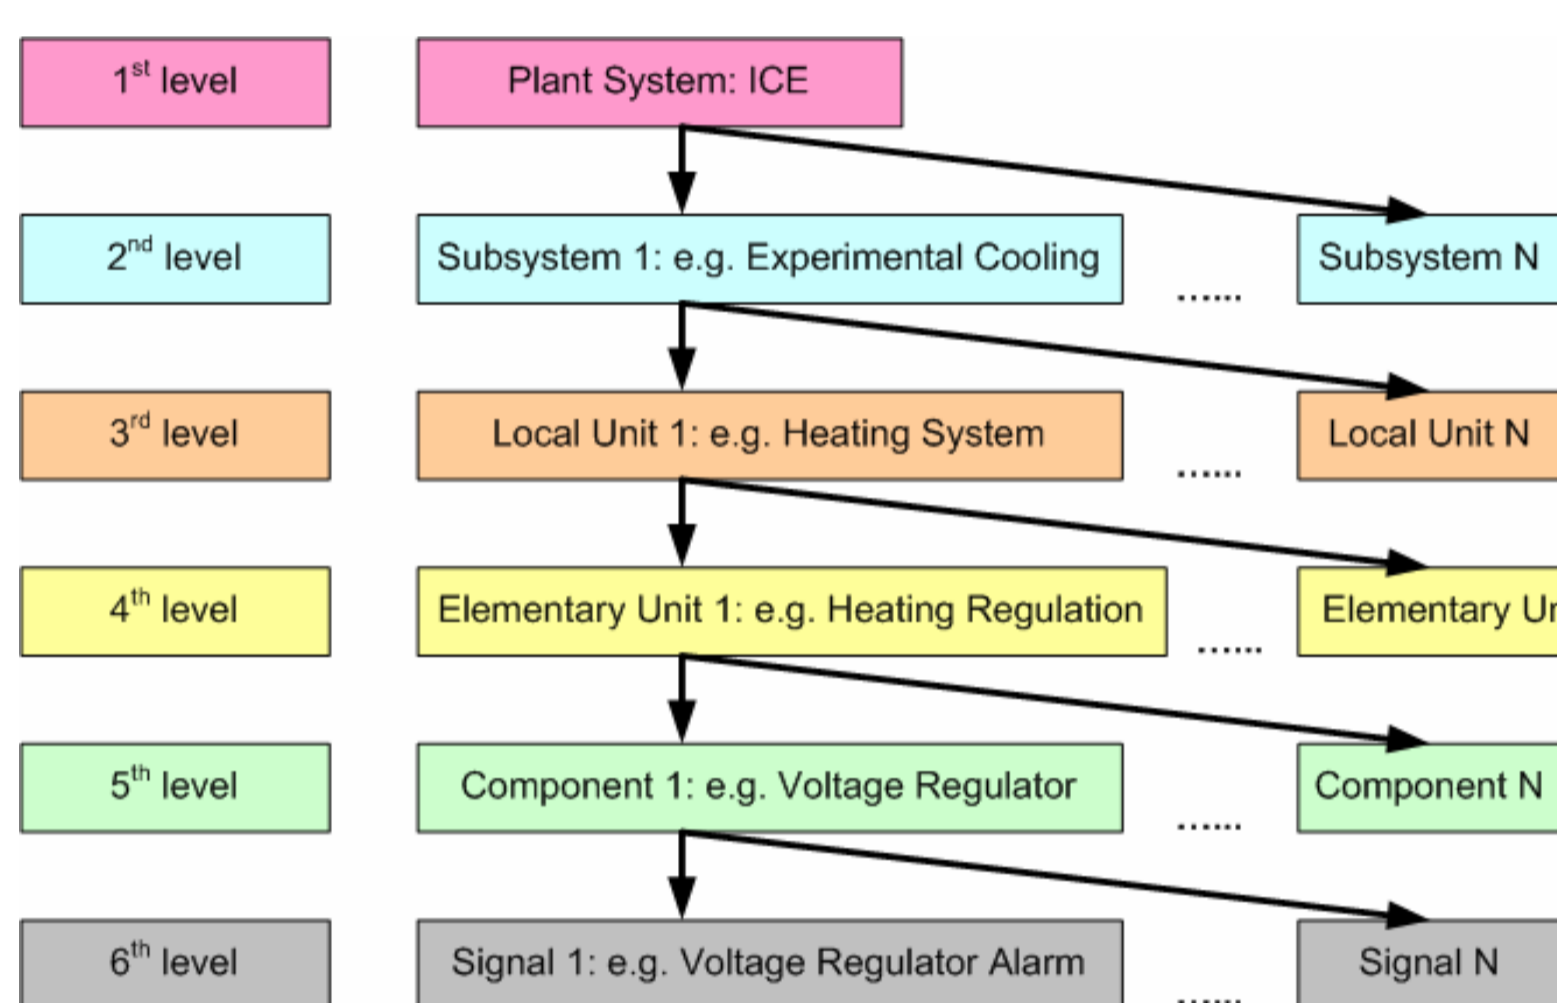 1st level
Plant System: ICE
2nd level
Subsystem 1: e.g. Experimental Cooling
......
Subsystem N
3rd level
Local Unit 1: e.g. Heating System
......
Local Unit N
4th level
Elementary Unit 1: e.g. Heating Regulation
......
Elementary
5th level
Component 1: e.g. Voltage Regulator
......
Component N
6th level
Signal 1: e.g. Voltage Regulator Alarm
......
Signal N